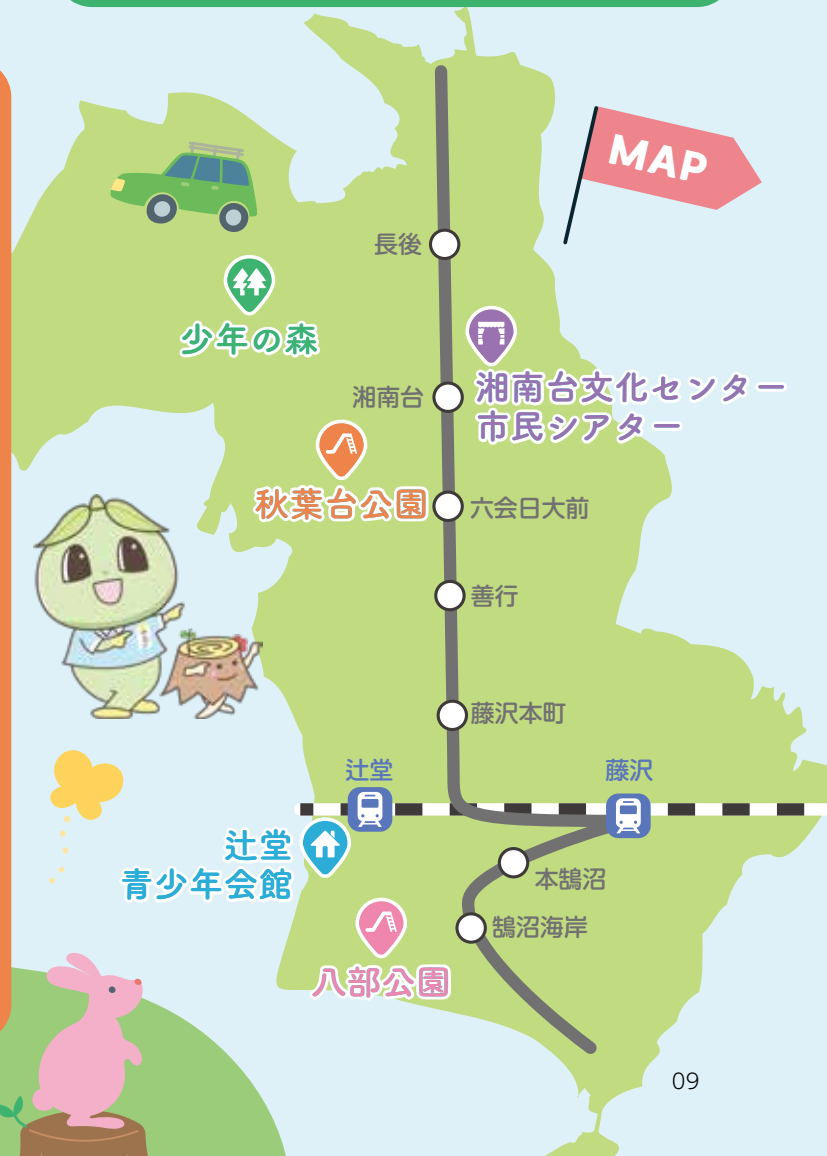 MAP
長後
少年の森
湘南台
湘南台文化センター
市民シアター
秋葉台公園
六会日大前
善行
藤沢本町
辻堂
藤沢
辻堂
青少年会館
本鵠沼
鵠沼海岸
八部公園
09